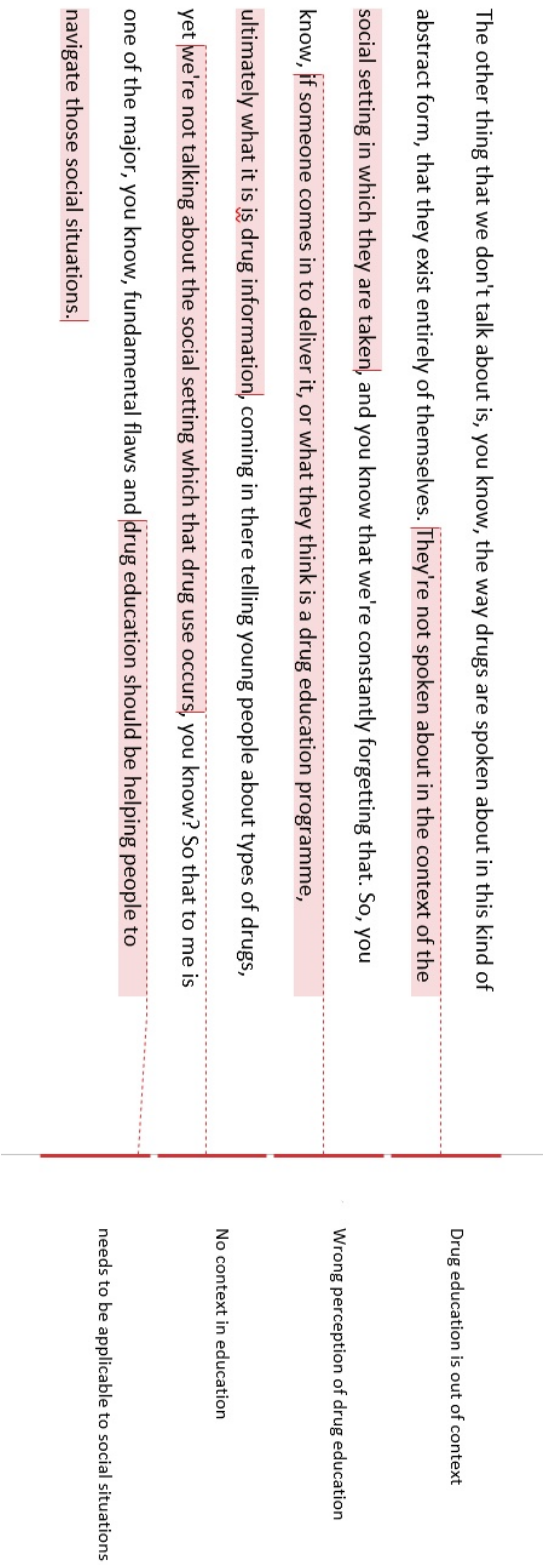 The other thing that we don't talk about is, you know, the way drugs are spoken about in this kind of
abstract form, that they exist entirely of themselves. They're not spoken about in the context of the
social setting in which they are taken, and you know that we're constantly forgetting that. So, you
know, if someone comes in to deliver it, or what they think is a drug education programme,
ultimately what it is is drug information, coming in there telling young people about types of drugs,
yet we're not talking about the social setting which that drug use occurs, you know? So that to me is
one of the major, you know, fundamental flaws and drug education should be helping people to
navigate those social situations.
Drug education is out of context
Wrong perception of drug education
No context in education
needs to be applicable to social situations